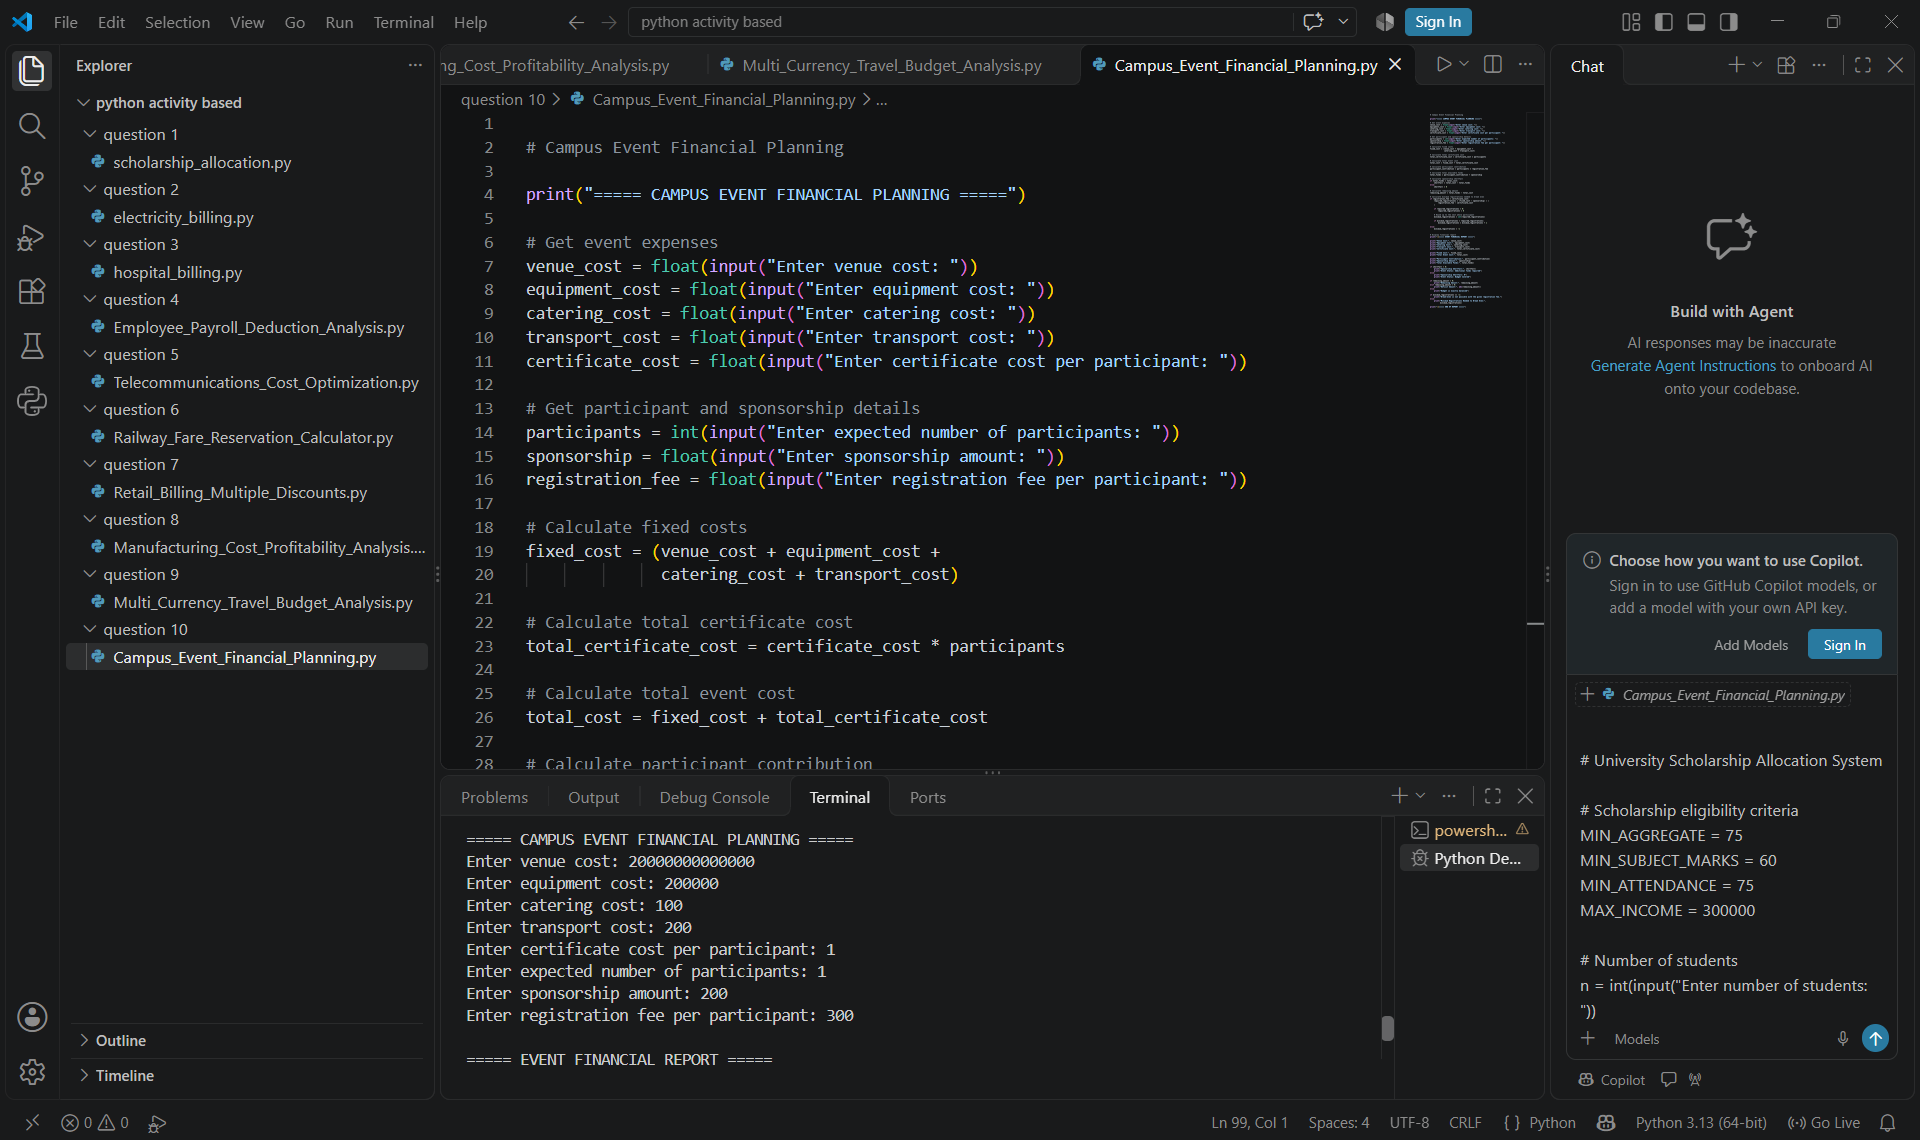 File Edit Selection View Go Run Terminal Help
python activity based
Sign In
Explorer
python activity based
question 1
scholarship_allocation.py
question 2
electricity_billing.py
question 3
hospital_billing.py
question 4
Employee_Payroll_Deduction_Analysis.py
question 5
Telecommunications_Cost_Optimization.py
question 6
Railway_Fare_Reservation_Calculator.py
question 7
Retail_Billing_Multiple_Discounts.py
question 8
Manufacturing_Cost_Profitability_Analysis....
question 9
Multi_Currency_Travel_Budget_Analysis.py
question 10
Campus_Event_Financial_Planning.py
Outline
Timeline
ng_Cost_Profitability_Analysis.py
Multi_Currency_Travel_Budget_Analysis.py
Campus_Event_Financial_Planning.py
question 10 > Campus_Event_Financial_Planning.py > ...
1
2 # Campus Event Financial Planning
3
4 print("===== CAMPUS EVENT FINANCIAL PLANNING =====")
5
6 # Get event expenses
7 venue_cost = float(input("Enter venue cost: "))
8 equipment_cost = float(input("Enter equipment cost: "))
9 catering_cost = float(input("Enter catering cost: "))
10 transport_cost = float(input("Enter transport cost: "))
11 certificate_cost = float(input("Enter certificate cost per participant: "))
12
13 # Get participant and sponsorship details
14 participants = int(input("Enter expected number of participants: "))
15 sponsorship = float(input("Enter sponsorship amount: "))
16 registration_fee = float(input("Enter registration fee per participant: "))
17
18 # Calculate fixed costs
19 fixed_cost = (venue_cost + equipment_cost +
20 catering_cost + transport_cost)
21
22 # Calculate total certificate cost
23 total_certificate_cost = certificate_cost * participants
24
25 # Calculate total event cost
26 total_cost = fixed_cost + total_certificate_cost
27
28 # Calculate participant contribution
Problems Output Debug Console Terminal Ports
===== CAMPUS EVENT FINANCIAL PLANNING =====
Enter venue cost: 20000000000000
Enter equipment cost: 200000
Enter catering cost: 100
Enter transport cost: 200
Enter certificate cost per participant: 1
Enter expected number of participants: 1
Enter sponsorship amount: 200
Enter registration fee per participant: 300
===== EVENT FINANCIAL REPORT =====
powersh...
Python De...
Chat
Build with Agent
AI responses may be inaccurate
Generate Agent Instructions to onboard AI
onto your codebase.
Choose how you want to use Copilot.
Sign in to use GitHub Copilot models, or
add a model with your own API key.
Add Models Sign In
Campus_Event_Financial_Planning.py
# University Scholarship Allocation System
# Scholarship eligibility criteria
MIN_AGGREGATE = 75
MIN_SUBJECT_MARKS = 60
MIN_ATTENDANCE = 75
MAX_INCOME = 300000
# Number of students
n = int(input("Enter number of students:
"))
Models
Copilot
0 0
Ln 99, Col 1 Spaces: 4 UTF-8 CRLF { } Python Python 3.13 (64-bit) Go Live